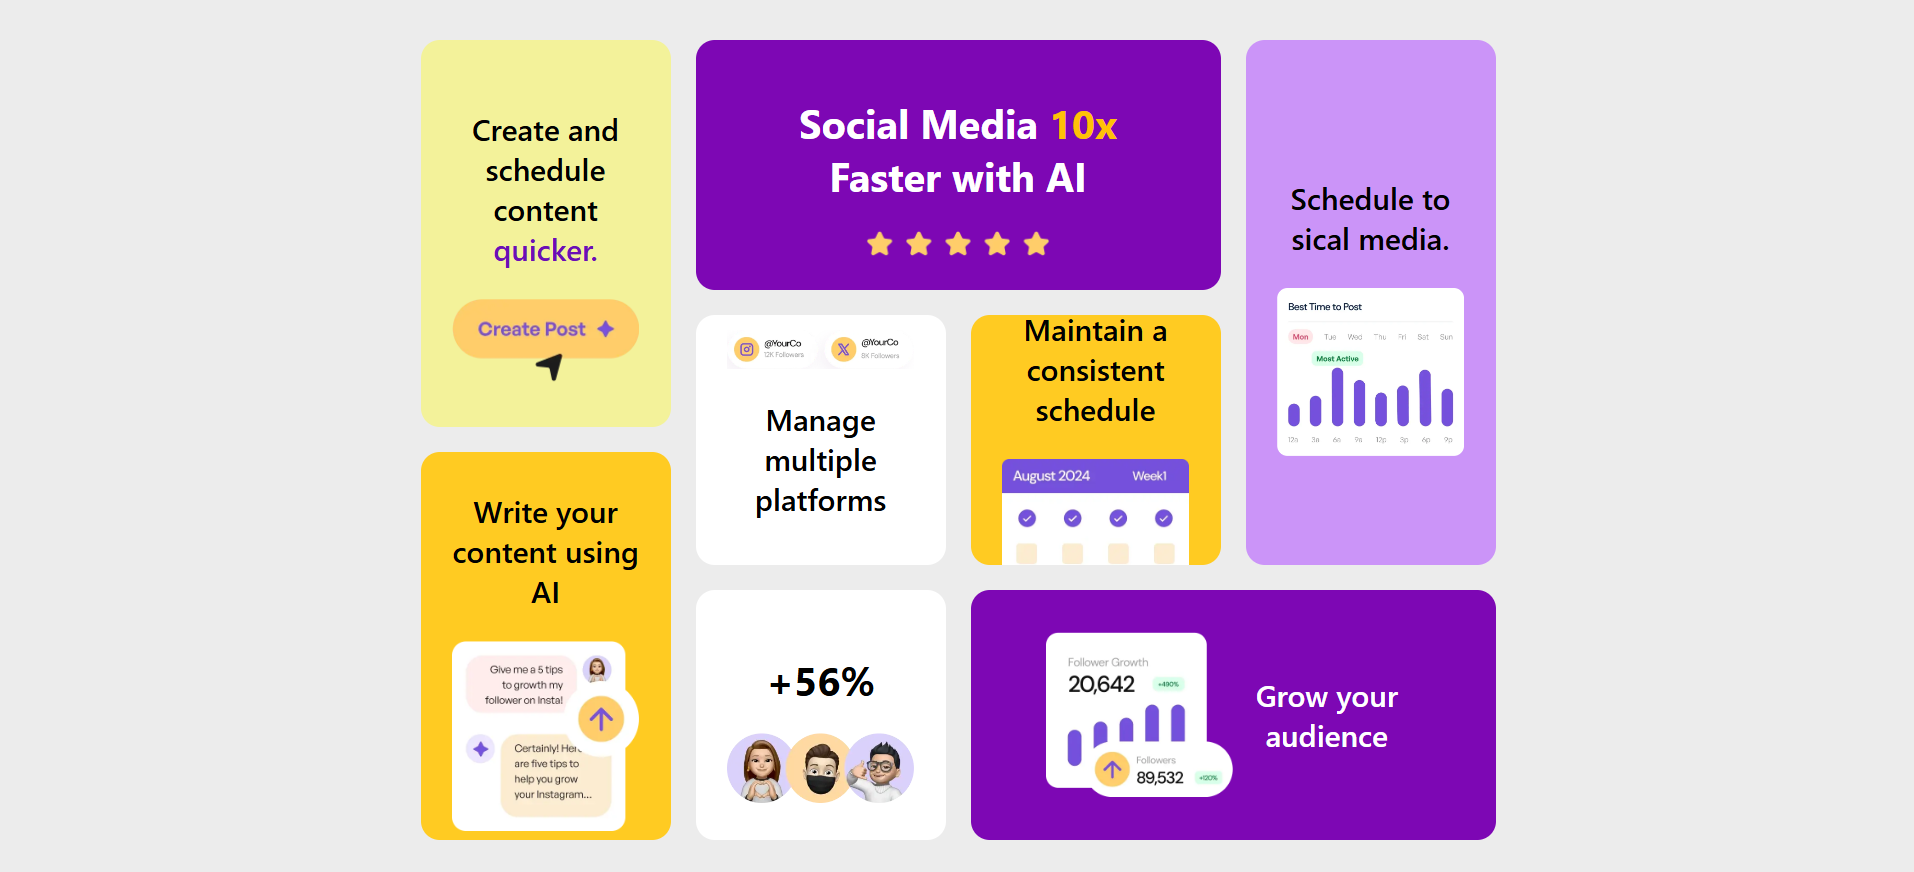 Create and
schedule
content
quicker.
Create Post
Social Media 10x
Faster with AI
Schedule to
sical media.
Best Time to Post
Mon Tue Wed Thu Fri Sat Sun
Most Active
12a 3a 6a 9a 12p 3p 6p 9p
@YourCo
12K Followers
@YourCo
8K Followers
Manage
multiple
platforms
Maintain a
consistent
schedule
August 2024 Week1
Write your
content using
AI
Give me a 5 tips
to growth my
follower on Insta!
Certainly! Here
are five tips to
help you grow
your Instagram...
+56%
Follower Growth
20,642 +490%
Followers
89,532 +120%
Grow your
audience